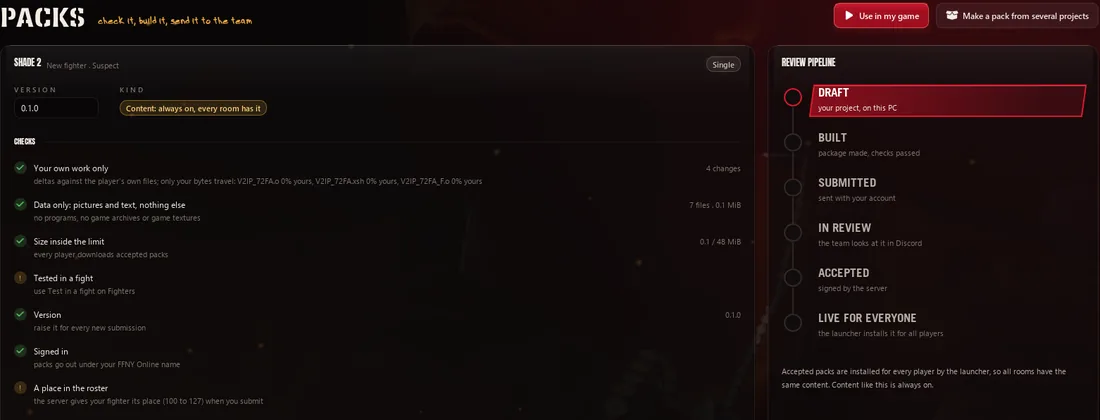 PACKS check it, build it, send it to the team
Use in my game
Make a pack from several projects
SHADE 2 New fighter . Suspect
Single
VERSION KIND
0.1.0 Content: always on, every room has it
CHECKS
Your own work only 4 changes
deltas against the player's own files; only your bytes travel: V2IP_72FA.o 0% yours, V2IP_72FA.xsh 0% yours, V2IP_72FA_F.o 0% yours
Data only: pictures and text, nothing else 7 files . 0.1 MiB
no programs, no game archives or game textures
Size inside the limit 0.1 / 48 MiB
every player downloads accepted packs
! Tested in a fight
use Test in a fight on Fighters
Version 0.1.0
raise it for every new submission
Signed in
packs go out under your FFNY Online name
! A place in the roster
the server gives your fighter its place (100 to 127) when you submit
REVIEW PIPELINE
DRAFT
your project, on this PC
BUILT
package made, checks passed
SUBMITTED
sent with your account
IN REVIEW
the team looks at it in Discord
ACCEPTED
signed by the server
LIVE FOR EVERYONE
the launcher installs it for all players
Accepted packs are installed for every player by the launcher, so all rooms have the
same content. Content like this is always on.